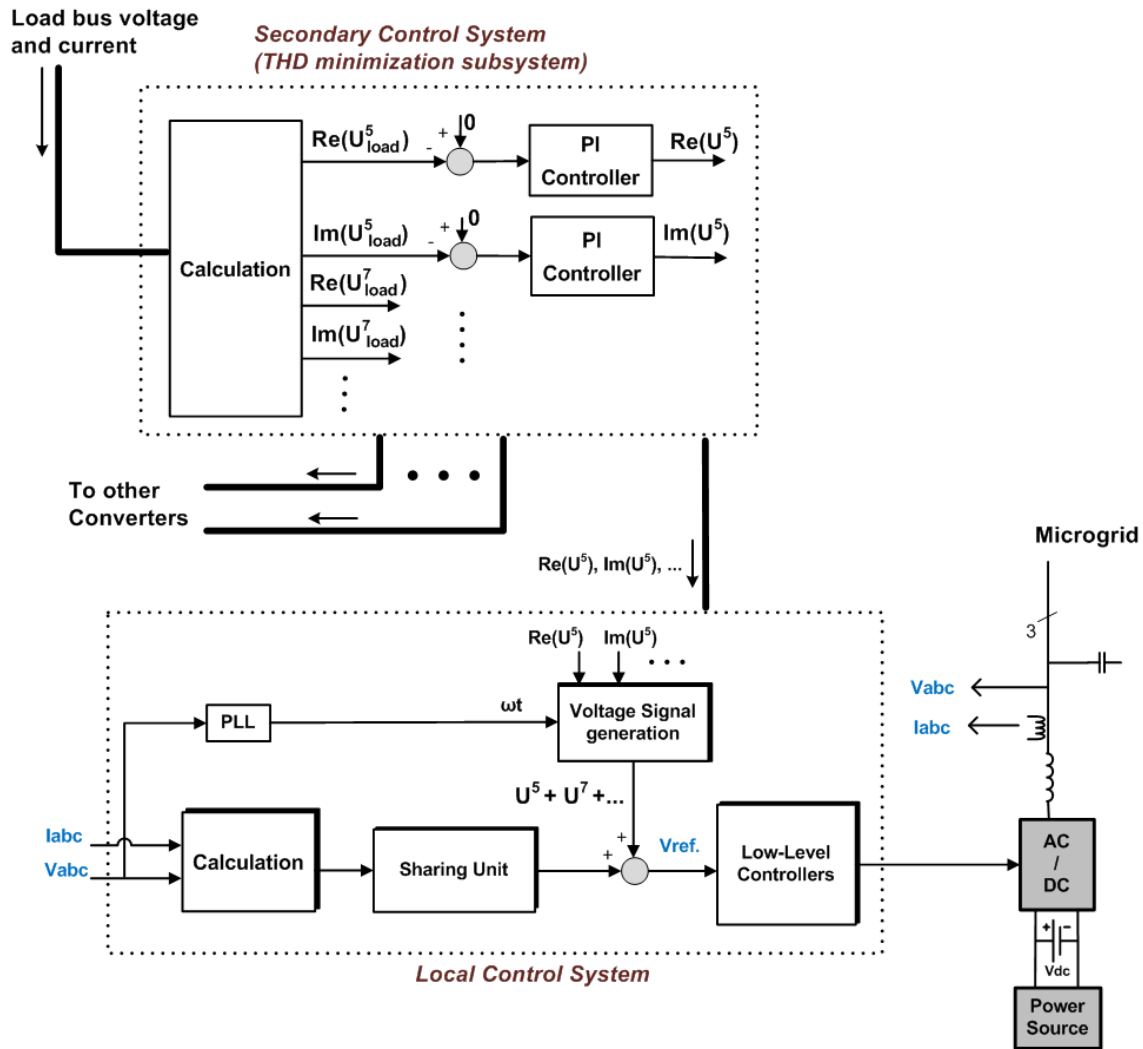 Load bus voltage
and current
Secondary Control System
(THD minimization subsystem)
Calculation
Re(U⁵load)
- + 0
PI
Controller
Re(U⁵)
Im(U⁵load)
- + 0
PI
Controller
Im(U⁵)
Re(U⁷load)
Im(U⁷load)
To other
Converters
Re(U⁵), Im(U⁵), ...
Microgrid
3
Vabc
Iabc
Re(U⁵) Im(U⁵)
PLL
ωt
Voltage Signal
generation
U⁵ + U⁷ +...
Iabc
Vabc
Calculation
Sharing Unit
+
+
Vref.
Low-Level
Controllers
AC
/
DC
+ -
Vdc
Power
Source
Local Control System